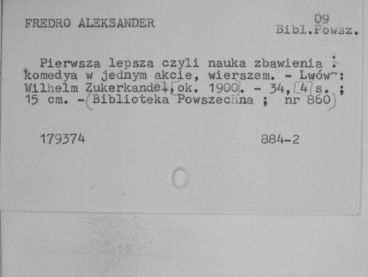 09
FREDRO ALEKSANDER
Bibl.Powsz.
Pierwsza lepsza czyli nauka zbawienia :
komedya w jednym akcie, wierszem. - Lwów :
Wilhelm Zukerkandel, [ok. 1900]. - 34, [4] s. ;
15 cm. - (Biblioteka Powszechna ; nr 860)
179374
884-2